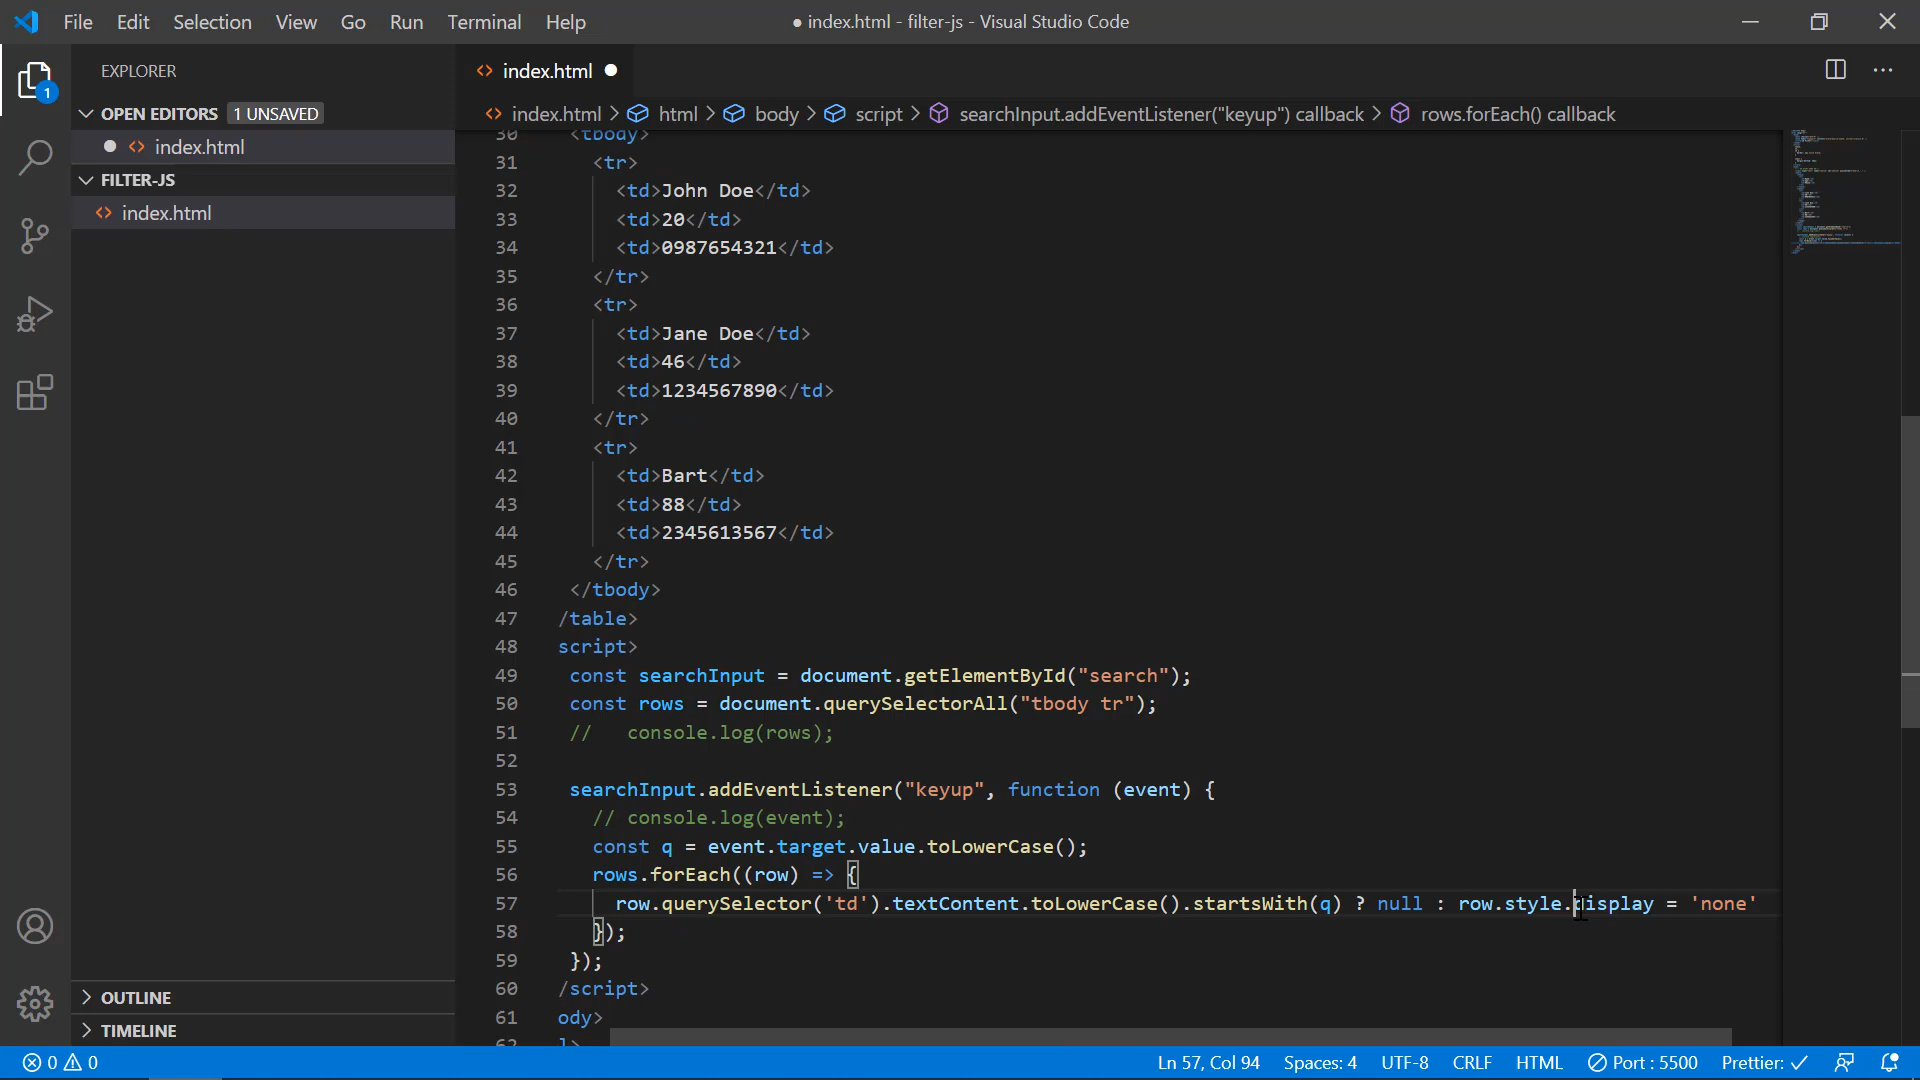 File Edit Selection View Go Run Terminal Help
● index.html - filter-js - Visual Studio Code
EXPLORER
OPEN EDITORS 1 UNSAVED
index.html
FILTER-JS
index.html
OUTLINE
TIMELINE
1
index.html
index.html > html > body > script > searchInput.addEventListener("keyup") callback > rows.forEach() callback
30 <tbody>
31 <tr>
32 <td>John Doe</td>
33 <td>20</td>
34 <td>0987654321</td>
35 </tr>
36 <tr>
37 <td>Jane Doe</td>
38 <td>46</td>
39 <td>1234567890</td>
40 </tr>
41 <tr>
42 <td>Bart</td>
43 <td>88</td>
44 <td>2345613567</td>
45 </tr>
46 </tbody>
47 /table>
48 script>
49 const searchInput = document.getElementById("search");
50 const rows = document.querySelectorAll("tbody tr");
51 // console.log(rows);
52
53 searchInput.addEventListener("keyup", function (event) {
54 // console.log(event);
55 const q = event.target.value.toLowerCase();
56 rows.forEach((row) => {
57 row.querySelector('td').textContent.toLowerCase().startsWith(q) ? null : row.style.display = 'none'
58 });
59 });
60 /script>
61 ody>
62 l>
0 0
Ln 57, Col 94 Spaces: 4 UTF-8 CRLF HTML Port : 5500 Prettier: ✓